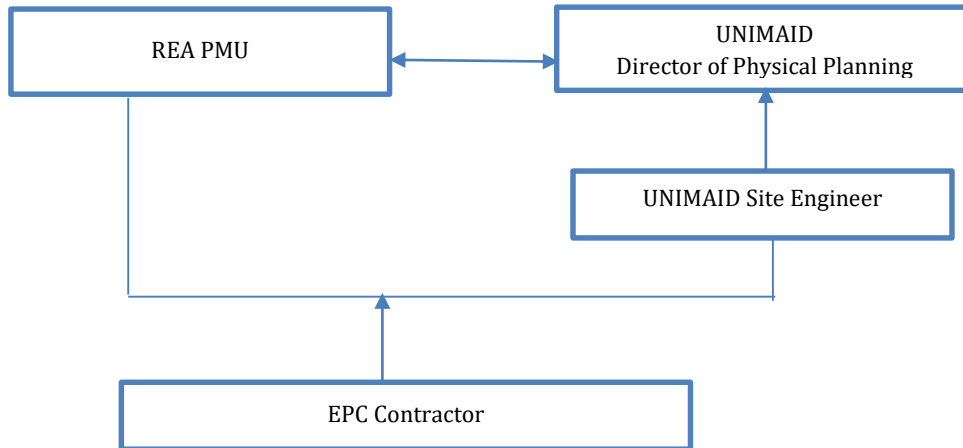 REA PMU
UNIMAID
Director of Physical Planning
UNIMAID Site Engineer
EPC Contractor